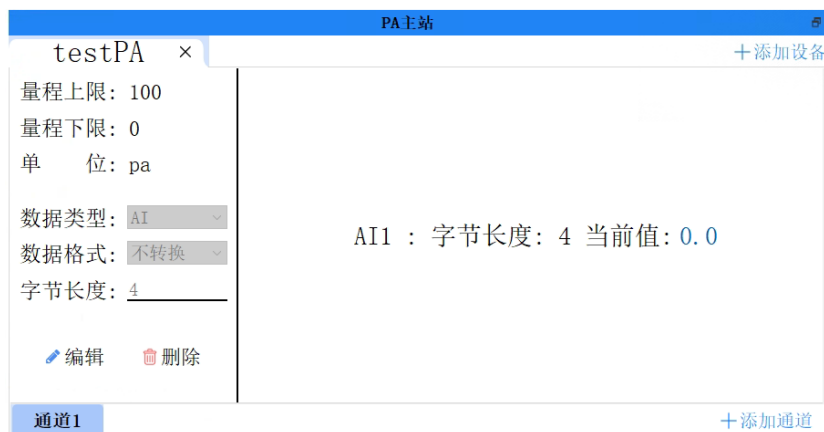 PA主站
testPA ×
+添加设备
量程上限: 100
量程下限: 0
单 位: pa
数据类型: AI
数据格式: 不转换
字节长度: 4
编辑 删除
AI1 : 字节长度: 4 当前值: 0.0
通道1
+添加通道